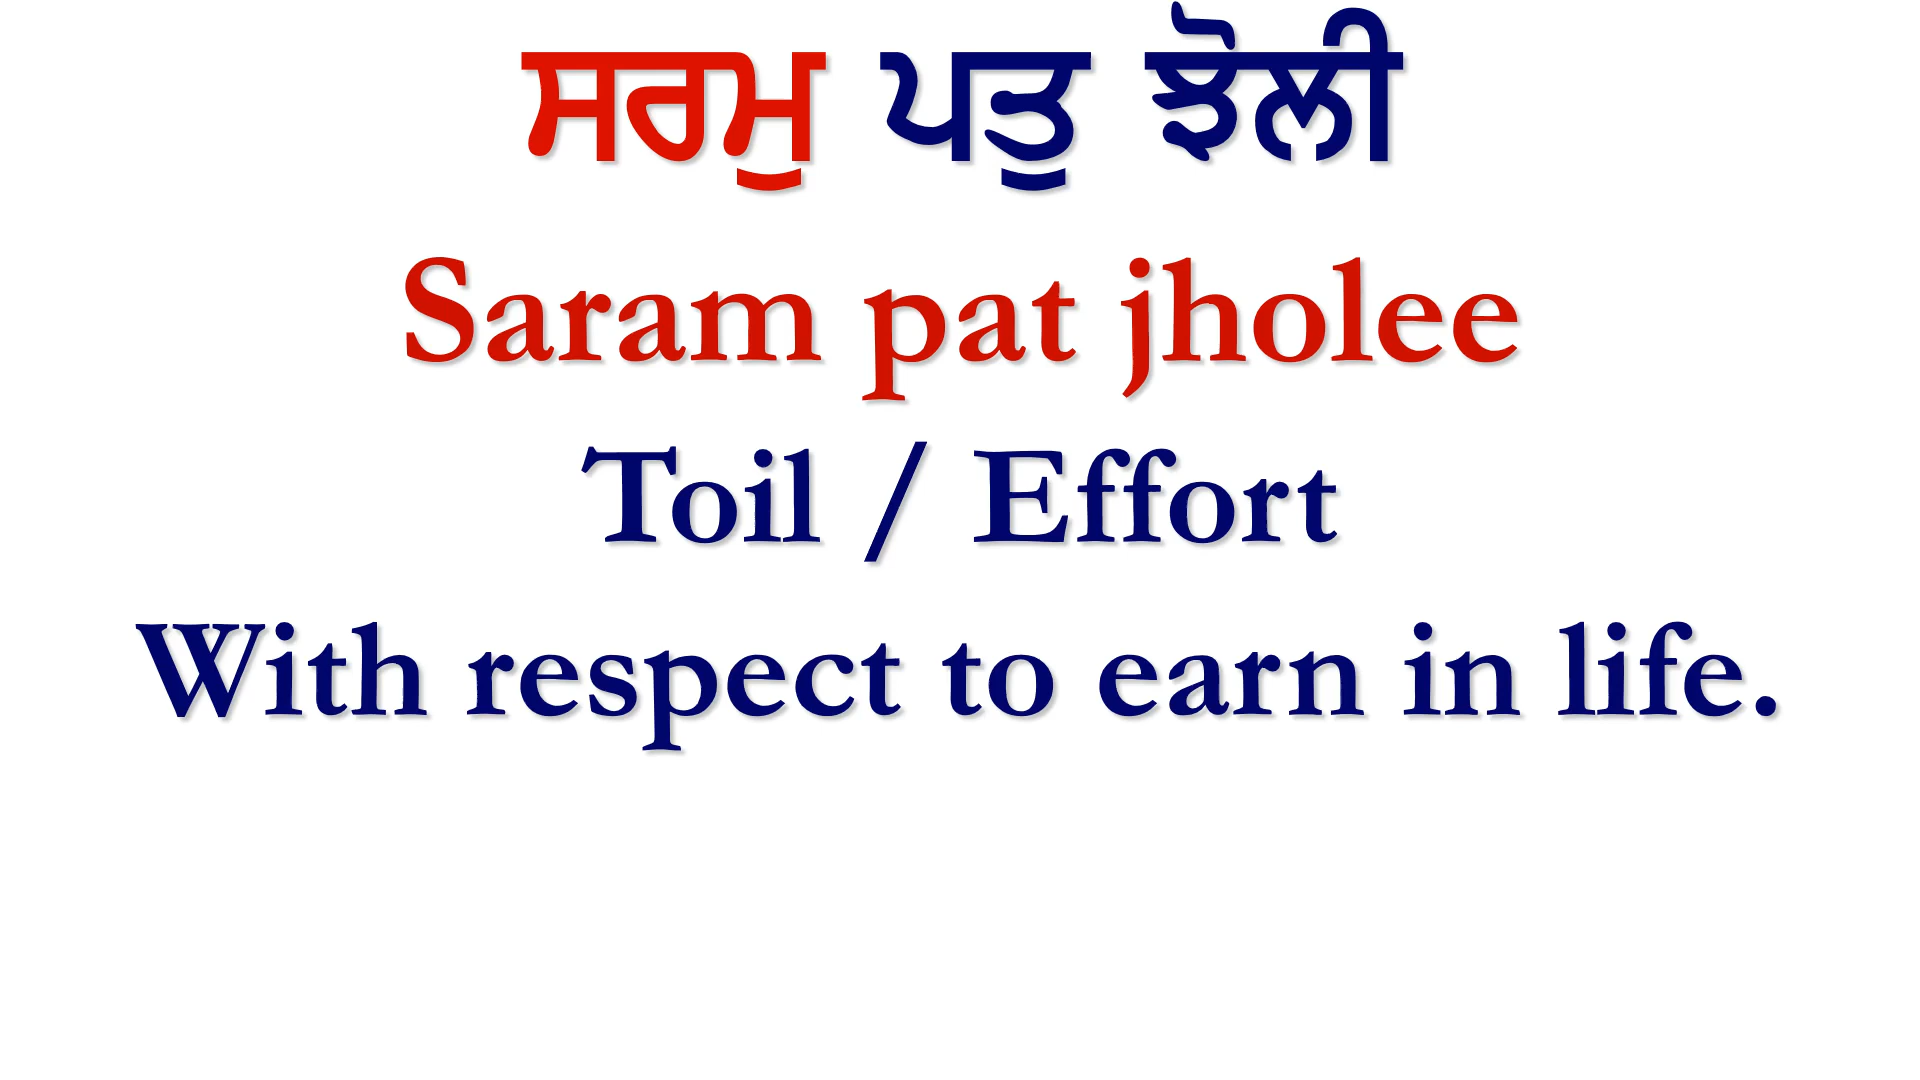 ਸਰਮੁ ਪਤੁ ਝੋਲੀ
Saram pat jholee
Toil / Effort
With respect to earn in life.